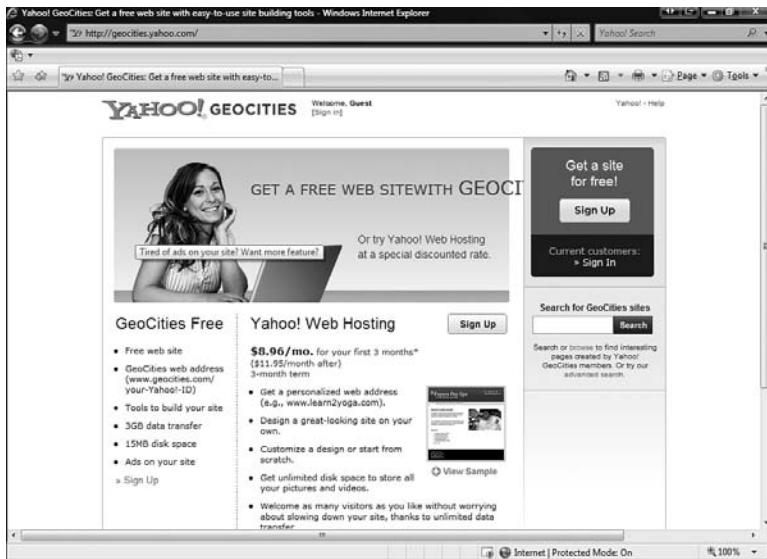 Yahoo! GeoCities: Get a free web site with easy-to-use site building tools - Windows Internet Explorer
http://geocities.yahoo.com/
Yahoo! Search
Yahoo! GeoCities: Get a free web site with easy-to...
Page
Tools
YAHOO! GEOCITIES
Welcome, Guest
[Sign in]
Yahoo! - Help
GET A FREE WEB SITEWITH GEOCIT
Tired of ads on your site? Want more feature?
Or try Yahoo! Web Hosting
at a special discounted rate.
Get a site
for free!
Sign Up
Current customers:
» Sign In
Search for GeoCities sites
Search
Search or browse to find interesting
pages created by Yahoo!
GeoCities members. Or try our
advanced search.
GeoCities Free
• Free web site
• GeoCities web address
(www.geocities.com/
your-Yahoo!-ID)
• Tools to build your site
• 3GB data transfer
• 15MB disk space
• Ads on your site
» Sign Up
Yahoo! Web Hosting
Sign Up
$8.96/mo. for your first 3 months*
($11.95/month after)
3-month term
• Get a personalized web address
(e.g., www.learn2yoga.com).
• Design a great-looking site on your
own.
• Customize a design or start from
scratch.
• Get unlimited disk space to store all
your pictures and videos.
• Welcome as many visitors as you like without worrying
about slowing down your site, thanks to unlimited data
transfer
View Sample
Internet | Protected Mode: On
100%